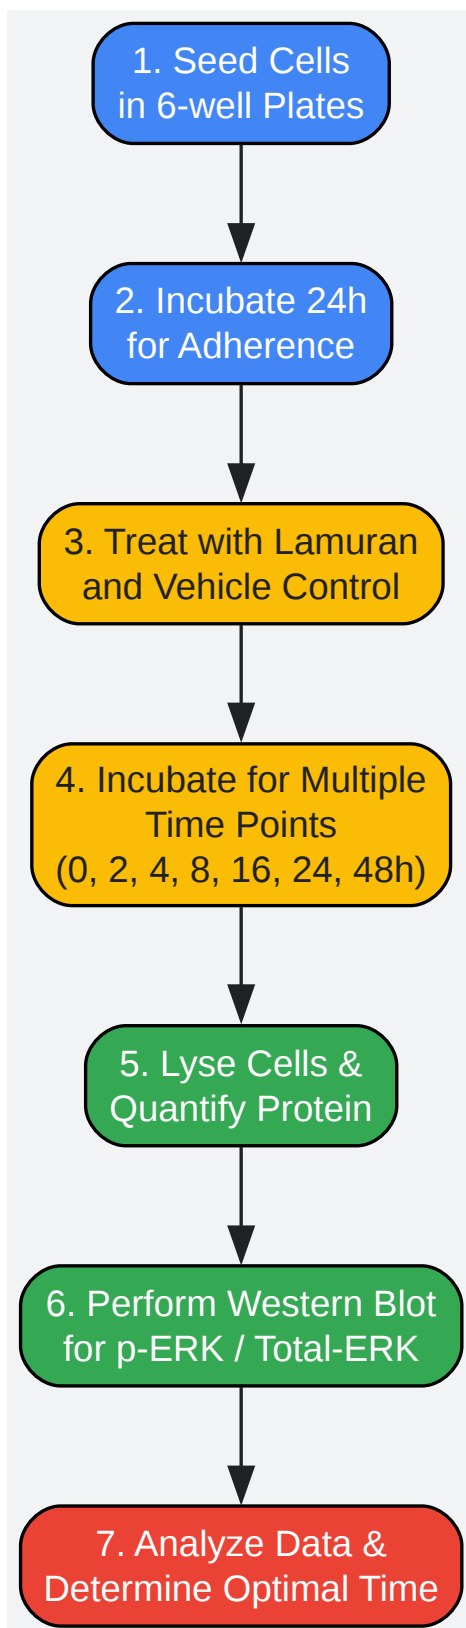 1. Seed Cells
in 6-well Plates
2. Incubate 24h
for Adherence
3. Treat with Lamuran
and Vehicle Control
4. Incubate for Multiple
Time Points
(0, 2, 4, 8, 16, 24, 48h)
5. Lyse Cells &
Quantify Protein
6. Perform Western Blot
for p-ERK / Total-ERK
7. Analyze Data &
Determine Optimal Time